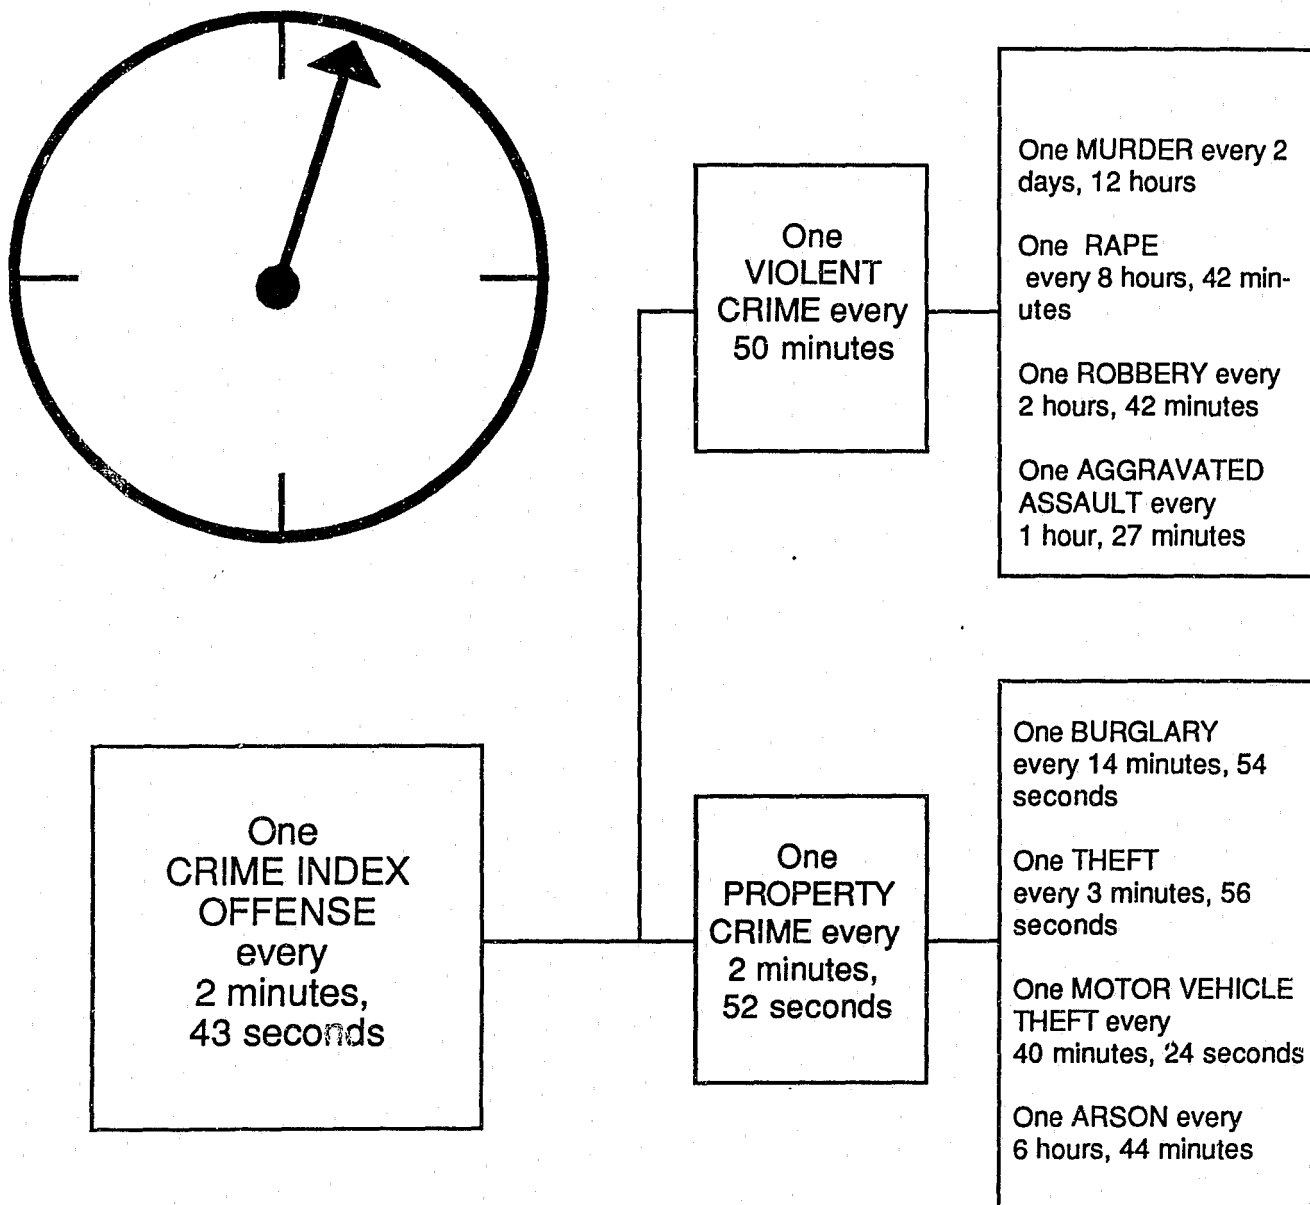 One MURDER every 2
days, 12 hours
One RAPE
every 8 hours, 42 min-
utes
One ROBBERY every
2 hours, 42 minutes
One AGGRAVATED
ASSAULT every
1 hour, 27 minutes
One
VIOLENT
CRIME every
50 minutes
One
CRIME INDEX
OFFENSE
every
2 minutes,
43 seconds
One
PROPERTY
CRIME every
2 minutes,
52 seconds
One BURGLARY
every 14 minutes, 54
seconds
One THEFT
every 3 minutes, 56
seconds
One MOTOR VEHICLE
THEFT every
40 minutes, 24 seconds
One ARSON every
6 hours, 44 minutes